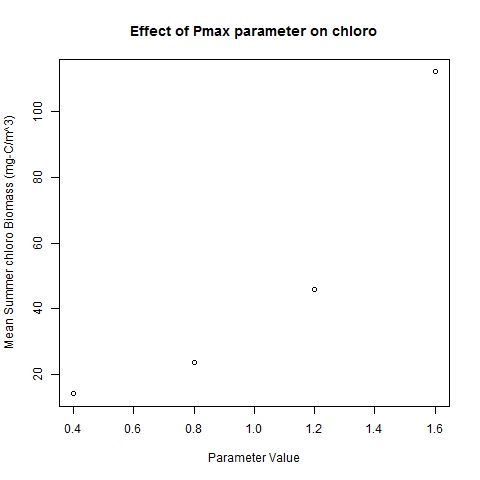 Effect of Pmax parameter on chloro
Mean Summer chloro Biomass (mg-C/m^3)
100
80
60
40
20
0.4 0.6 0.8 1.0 1.2 1.4 1.6
Parameter Value